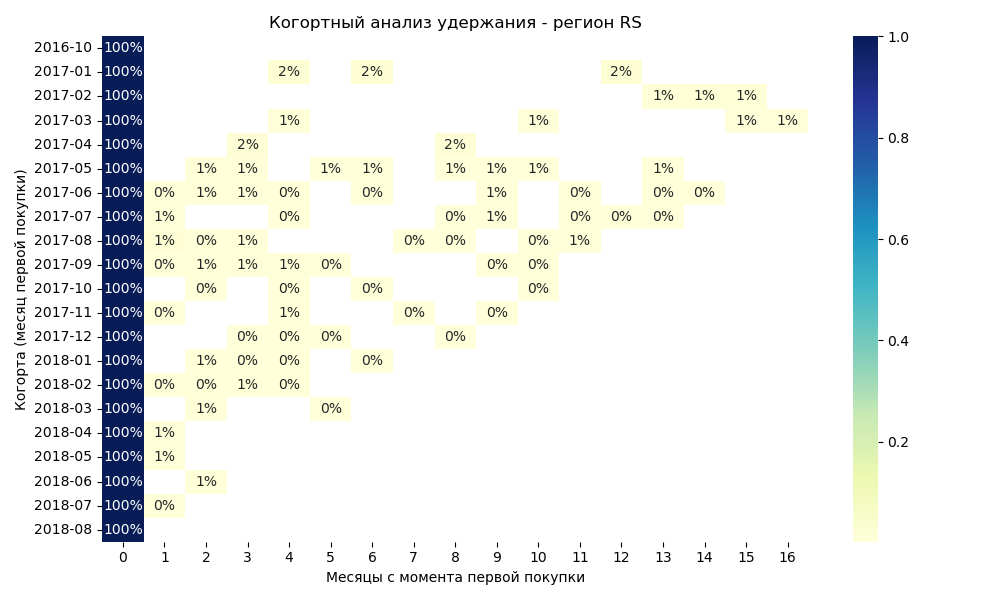 Когортный анализ удержания - регион RS
Когорта (месяц первой покупки)
2016-10 100%
2017-01 100% 2% 2% 2%
2017-02 100% 1% 1% 1%
2017-03 100% 1% 1% 1% 1%
2017-04 100% 2% 2%
2017-05 100% 1% 1% 1% 1% 1% 1% 1% 1%
2017-06 100% 0% 1% 1% 0% 0% 1% 0% 0% 0%
2017-07 100% 1% 0% 0% 1% 0% 0% 0%
2017-08 100% 1% 0% 1% 0% 0% 0% 1%
2017-09 100% 0% 1% 1% 1% 0% 0% 0%
2017-10 100% 0% 0% 0% 0%
2017-11 100% 0% 1% 0% 0%
2017-12 100% 0% 0% 0% 0%
2018-01 100% 1% 0% 0% 0%
2018-02 100% 0% 0% 1% 0%
2018-03 100% 1% 0%
2018-04 100% 1%
2018-05 100% 1%
2018-06 100% 1%
2018-07 100% 0%
2018-08 100%
0 1 2 3 4 5 6 7 8 9 10 11 12 13 14 15 16
Месяцы с момента первой покупки
1.0
0.8
0.6
0.4
0.2